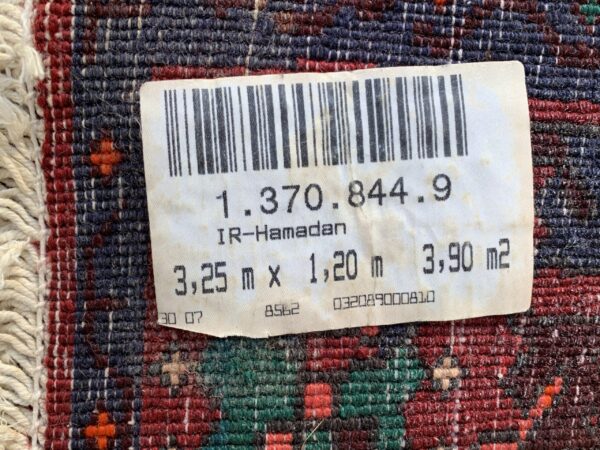 1.370.844.9
IR-Hamadan
3,25 m x 1,20 m 3,90 m2
30 07 8562 032089000810